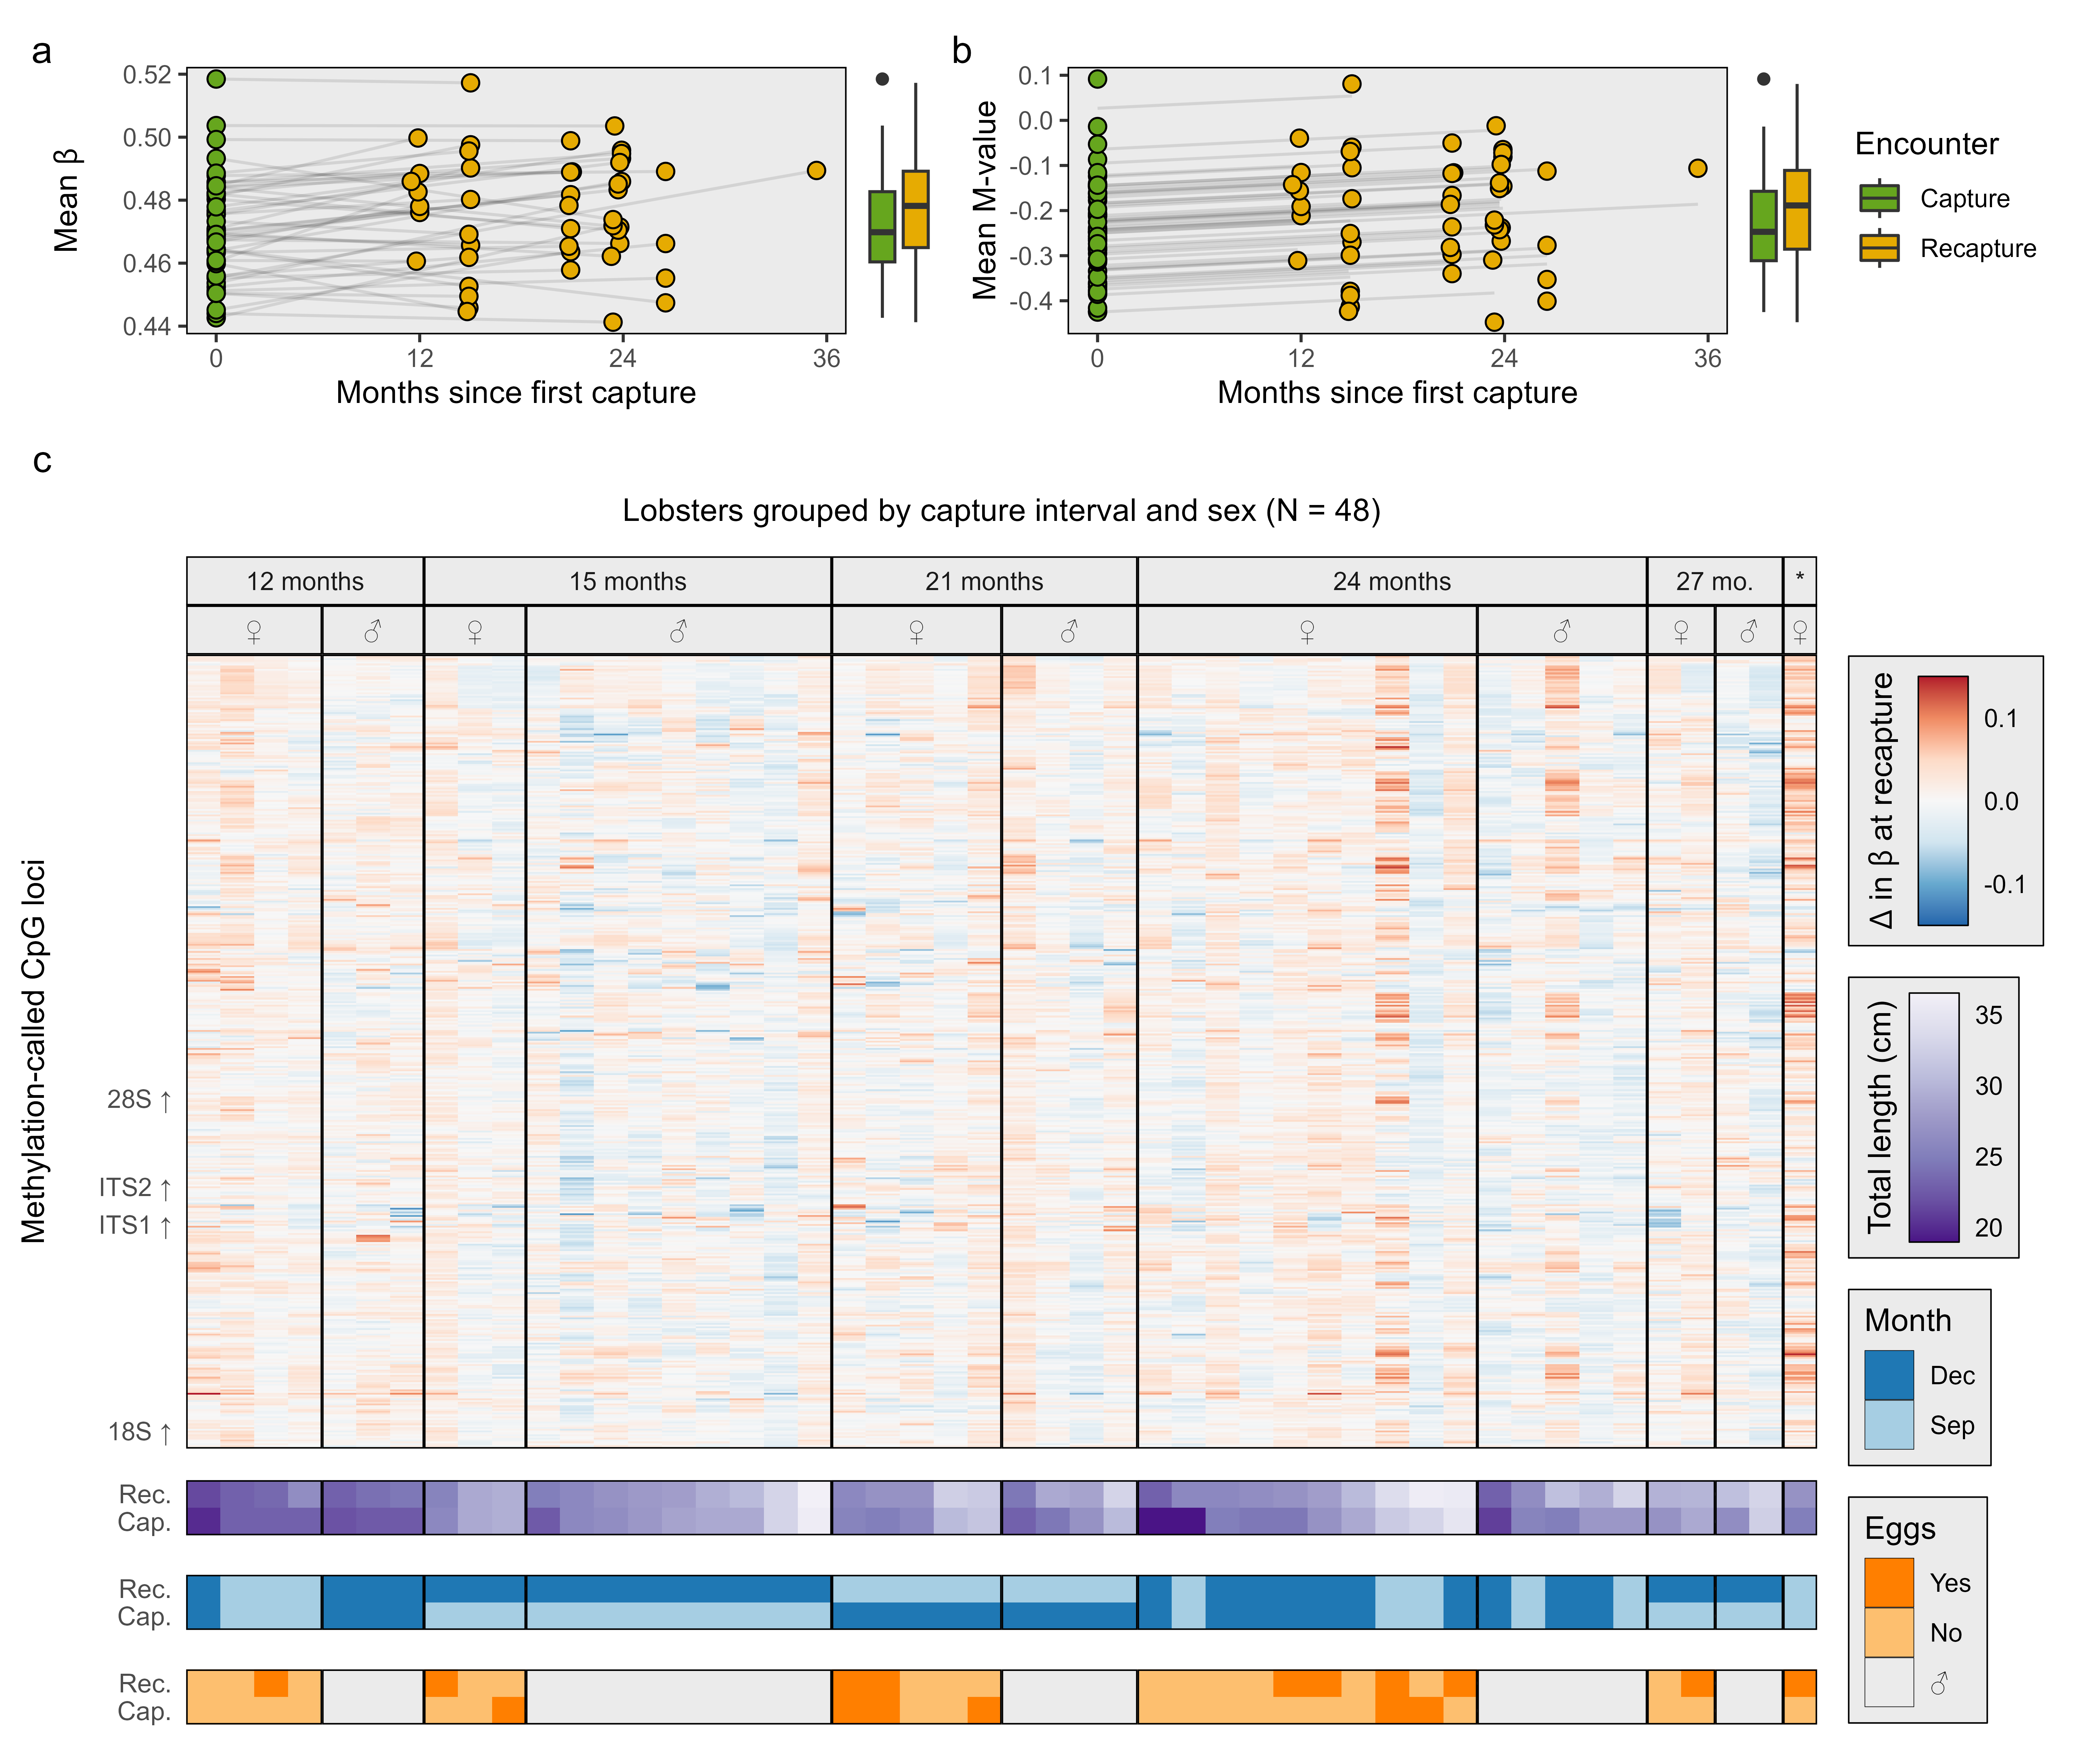 a
0.52
0.50
0.48
0.46
0.44
Mean β
0
12
24
36
Months since first capture
b
0.1
0.0
-0.1
-0.2
-0.3
-0.4
Mean M-value
0
12
24
36
Months since first capture
Encounter
Capture
Recapture
c
Lobsters grouped by capture interval and sex (N = 48)
12 months
15 months
21 months
24 months
27 mo.
*
♀ ♂ ♀ ♂ ♀ ♂ ♀ ♂ ♀ ♂ ♀
Methylation-called CpG loci
28S ↑
ITS2 ↑
ITS1 ↑
18S ↑
Rec.
Cap.
Rec.
Cap.
Rec.
Cap.
Δ in β at recapture
0.1
0.0
-0.1
Total length (cm)
35
30
25
20
Month
Dec
Sep
Eggs
Yes
No
♂